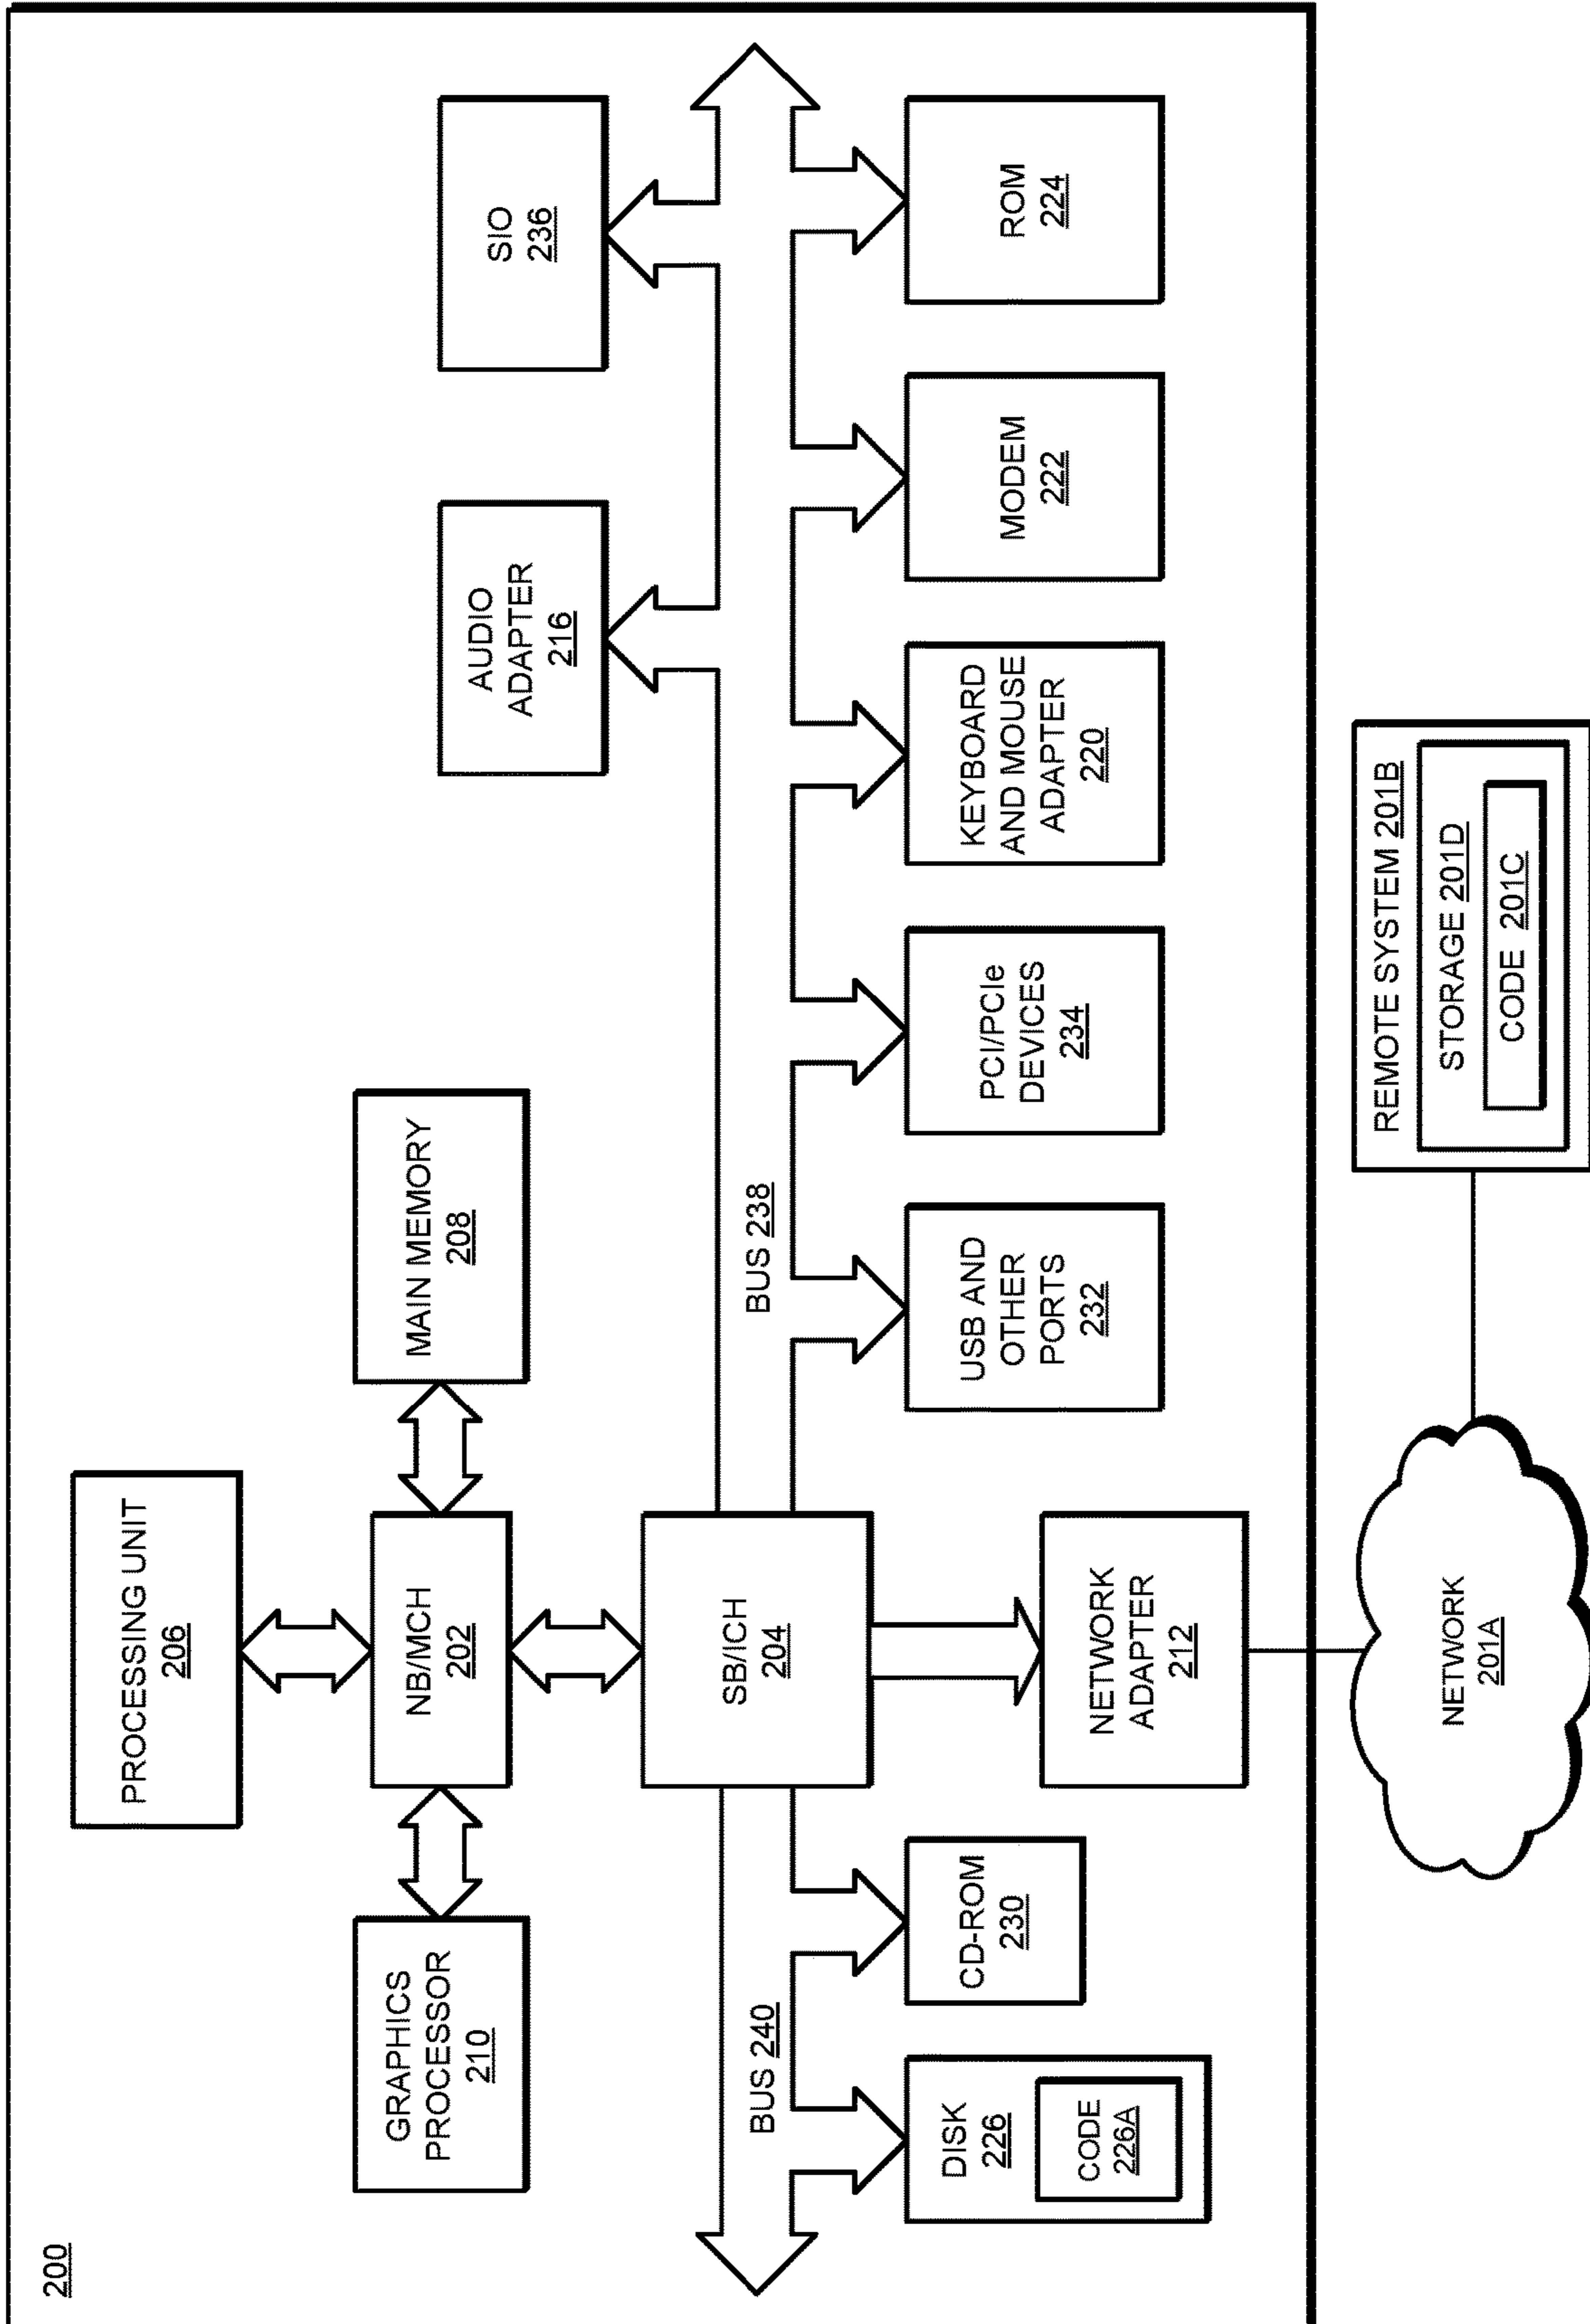 200
PROCESSING UNIT
206
GRAPHICS
PROCESSOR
210
NB/MCH
202
MAIN MEMORY
208
SB/ICH
204
AUDIO
ADAPTER
216
SIO
236
BUS 240
BUS 238
DISK
226
CODE
226A
CD-ROM
230
NETWORK
ADAPTER
212
USB AND
OTHER
PORTS
232
PCI/PCIe
DEVICES
234
KEYBOARD
AND MOUSE
ADAPTER
220
MODEM
222
ROM
224
NETWORK
201A
REMOTE SYSTEM 201B
STORAGE 201D
CODE 201C